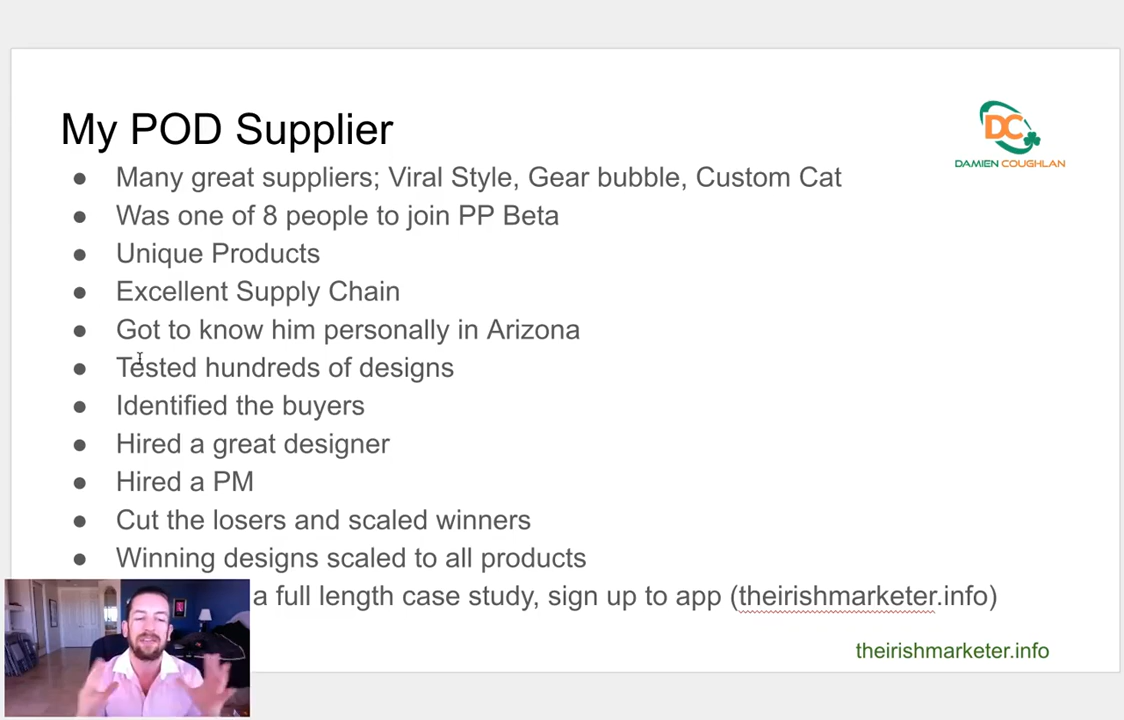 My POD Supplier
DC
DAMIEN COUGHLAN
● Many great suppliers; Viral Style, Gear bubble, Custom Cat
● Was one of 8 people to join PP Beta
● Unique Products
● Excellent Supply Chain
● Got to know him personally in Arizona
● Tested hundreds of designs
● Identified the buyers
● Hired a great designer
● Hired a PM
● Cut the losers and scaled winners
● Winning designs scaled to all products
a full length case study, sign up to app (theirishmarketer.info)
theirishmarketer.info